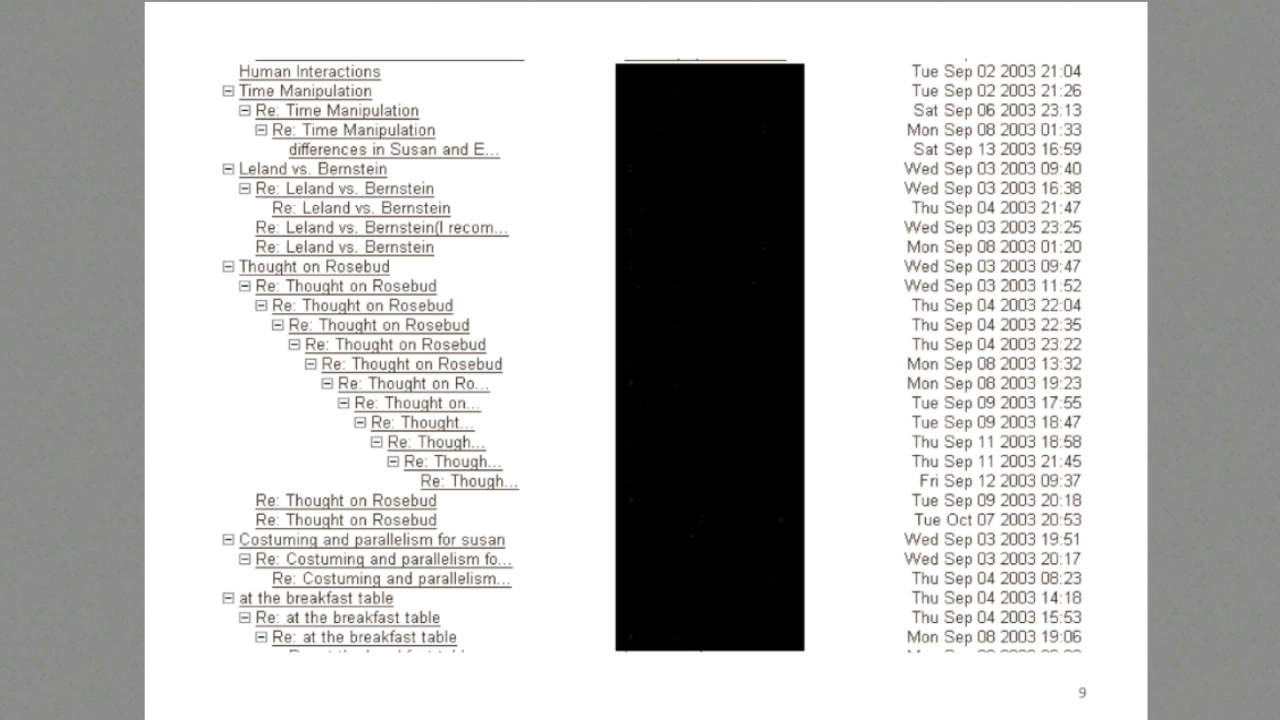 Human Interactions Tue Sep 02 2003 21:04
Time Manipulation Tue Sep 02 2003 21:26
Re: Time Manipulation Sat Sep 06 2003 23:13
Re: Time Manipulation Mon Sep 08 2003 01:33
differences in Susan and E... Sat Sep 13 2003 16:59
Leland vs. Bernstein Wed Sep 03 2003 09:40
Re: Leland vs. Bernstein Wed Sep 03 2003 16:38
Re: Leland vs. Bernstein Thu Sep 04 2003 21:47
Re: Leland vs. Bernstein(I recom... Wed Sep 03 2003 23:25
Re: Leland vs. Bernstein Mon Sep 08 2003 01:20
Thought on Rosebud Wed Sep 03 2003 09:47
Re: Thought on Rosebud Wed Sep 03 2003 11:52
Re: Thought on Rosebud Thu Sep 04 2003 22:04
Re: Thought on Rosebud Thu Sep 04 2003 22:35
Re: Thought on Rosebud Thu Sep 04 2003 23:22
Re: Thought on Rosebud Mon Sep 08 2003 13:32
Re: Thought on Ro... Mon Sep 08 2003 19:23
Re: Thought on... Tue Sep 09 2003 17:55
Re: Thought... Tue Sep 09 2003 18:47
Re: Though... Thu Sep 11 2003 18:58
Re: Though... Thu Sep 11 2003 21:45
Re: Though... Fri Sep 12 2003 09:37
Re: Thought on Rosebud Tue Sep 09 2003 20:18
Re: Thought on Rosebud Tue Oct 07 2003 20:53
Costuming and parallelism for susan Wed Sep 03 2003 19:51
Re: Costuming and parallelism fo... Wed Sep 03 2003 20:17
Re: Costuming and parallelism... Thu Sep 04 2003 08:23
at the breakfast table Thu Sep 04 2003 14:18
Re: at the breakfast table Thu Sep 04 2003 15:53
Re: at the breakfast table Mon Sep 08 2003 19:06
9